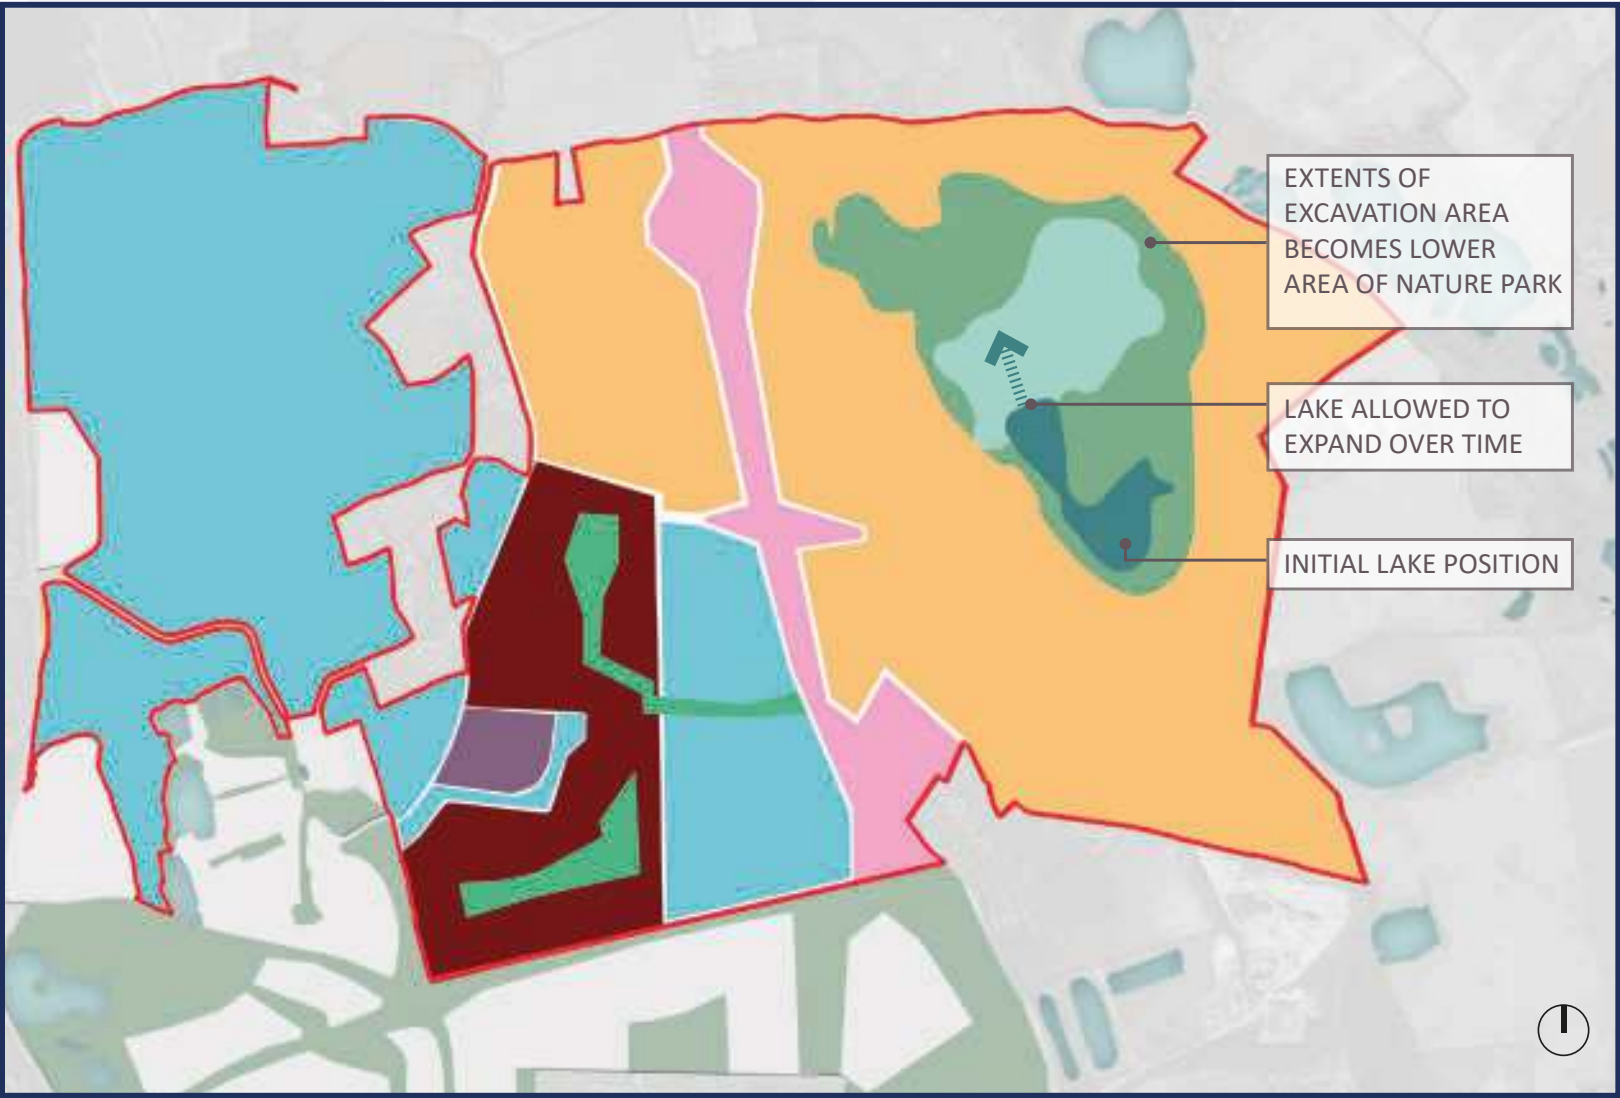 EXTENTS OF
EXCAVATION AREA
BECOMES LOWER
AREA OF NATURE PARK
LAKE ALLOWED TO
EXPAND OVER TIME
INITIAL LAKE POSITION